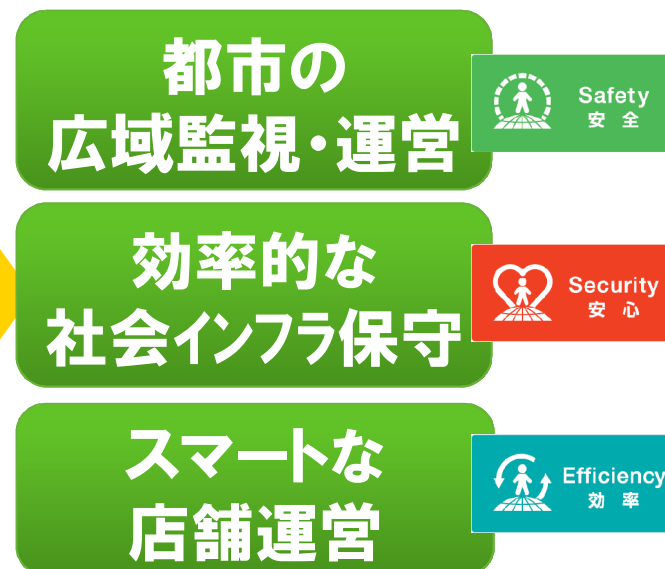 都市の
広域監視・運営
Safety
安全
効率的な
社会インフラ保守
Security
安心
スマートな
店舗運営
Efficiency
効率